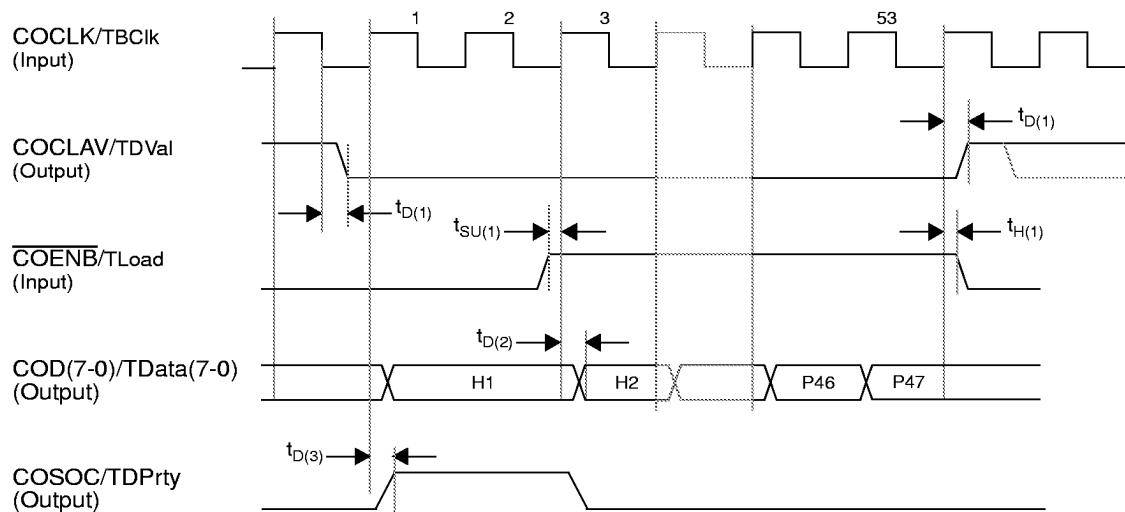 1 2 3 53
COCLK/TBClk
(Input)
tD(1)
COCLAV/TDVal
(Output)
tD(1)
tSU(1)
tH(1)
COENB/TLoad
(Input)
tD(2)
COD(7-0)/TData(7-0)
(Output)
H1 H2 P46 P47
tD(3)
COSOC/TDPrty
(Output)